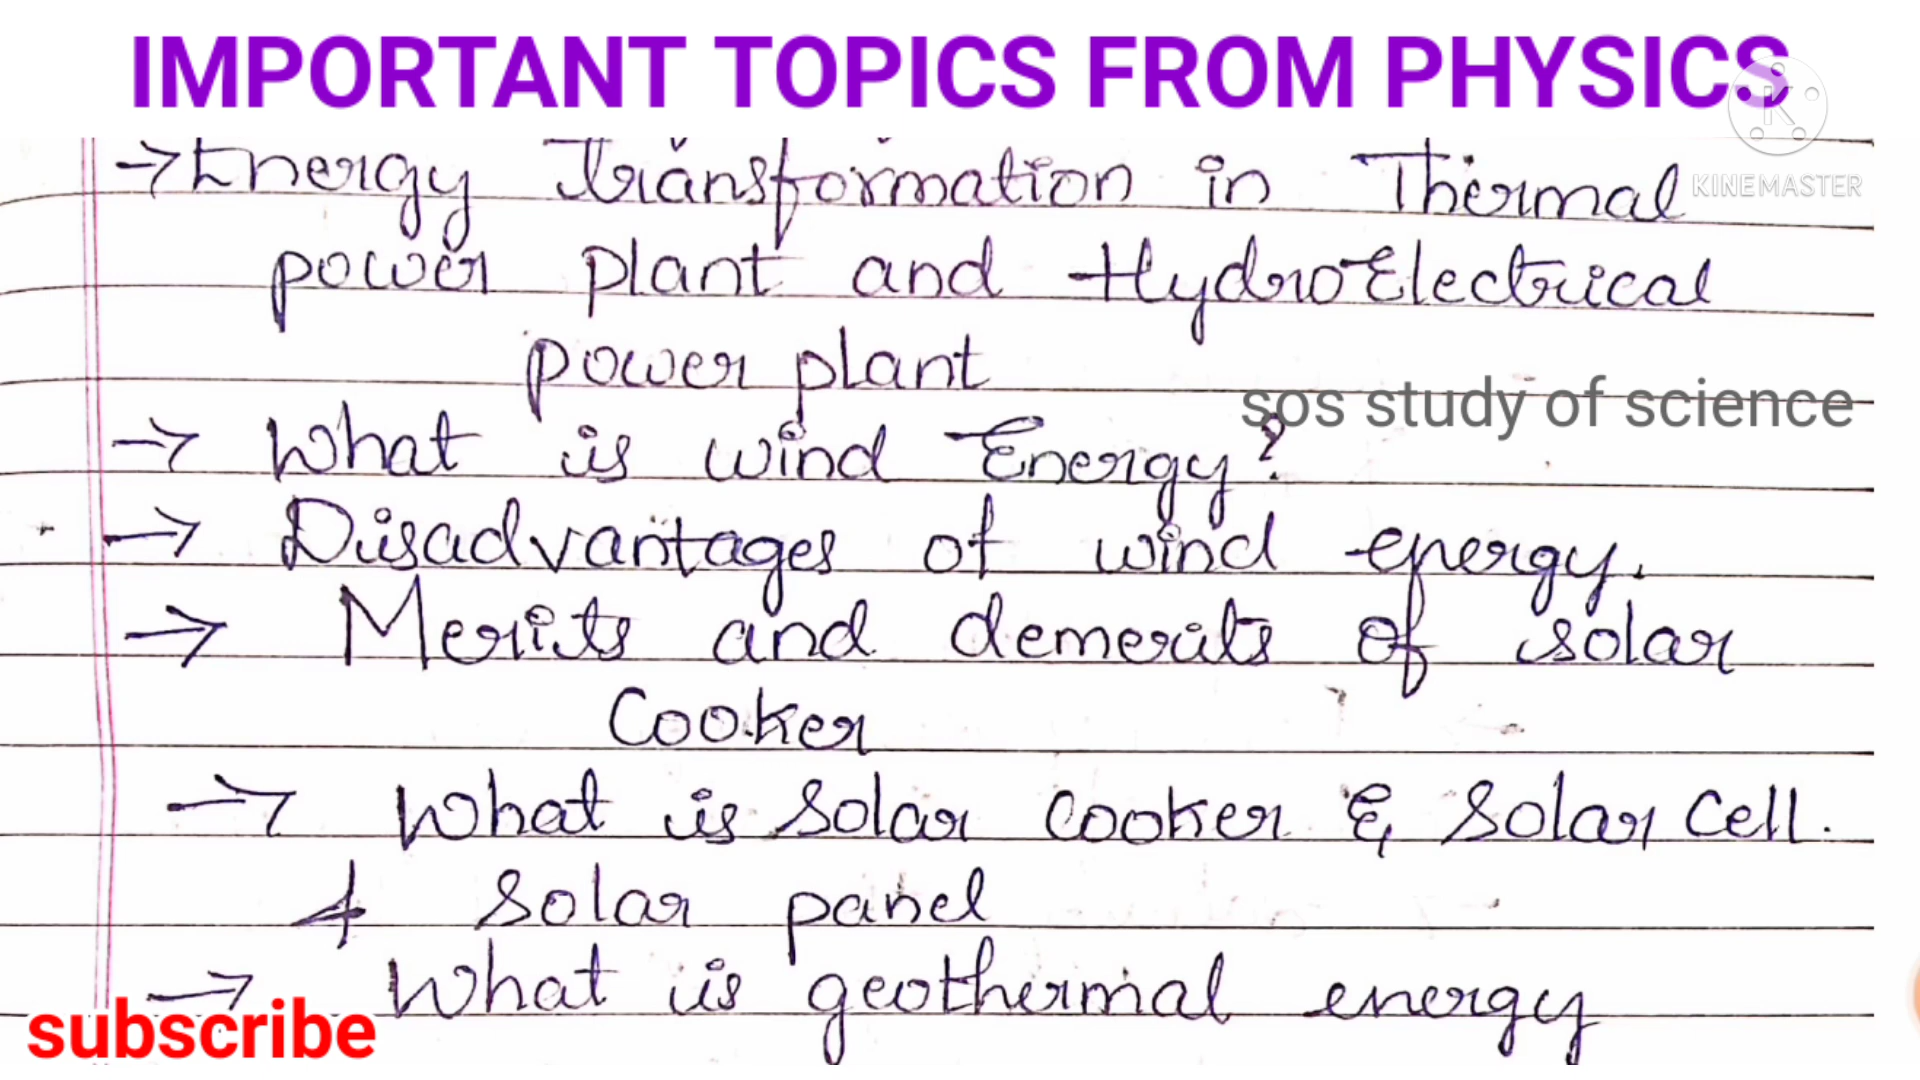 IMPORTANT TOPICS FROM PHYSICS
K
KINEMASTER
→ Energy Transformation in Thermal
power plant and HydroElectrical
power plant
sos study of science
→ What is wind Energy?
→ Disadvantages of wind energy.
→ Merits and demerits of solar
Cooker
→ What is Solar Cooker & Solar Cell.
& Solar panel
→ What is geothermal energy
subscribe